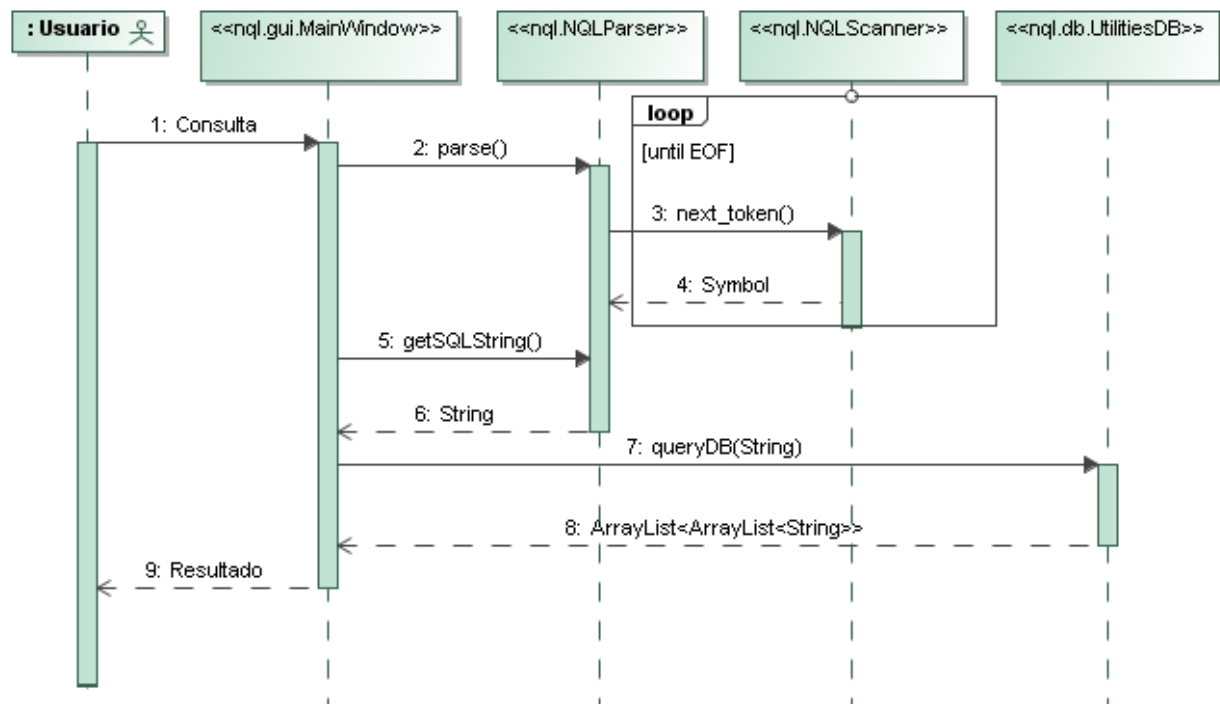 : Usuario
<<nql.gui.MainWindow>>
<<nql.NQLParser>>
<<nql.NQLScanner>>
<<nql.db.UtilitiesDB>>
loop
[until EOF]
1: Consulta
2: parse()
3: next_token()
4: Symbol
5: getSQLString()
6: String
7: queryDB(String)
8: ArrayList<ArrayList<String>>
9: Resultado